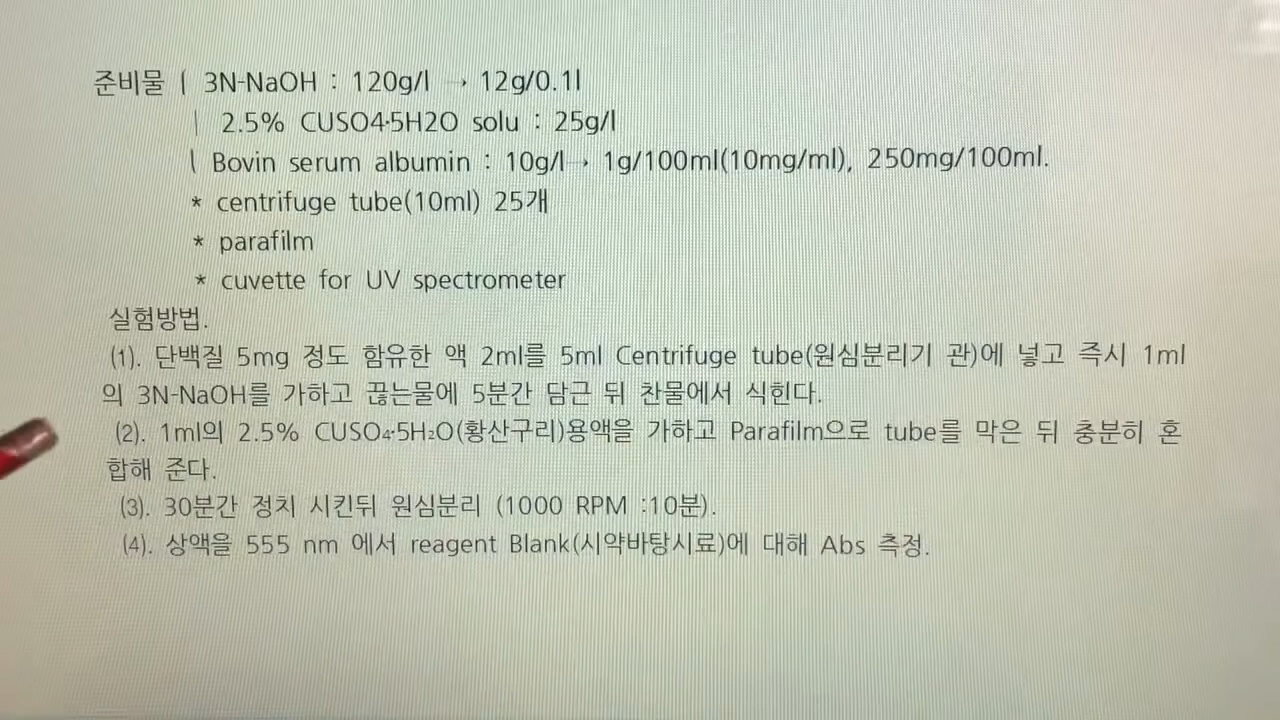 준비물 | 3N-NaOH : 120g/l → 12g/0.1l
| 2.5% CUSO4·5H2O solu : 25g/l
| Bovin serum albumin : 10g/l → 1g/100ml(10mg/ml), 250mg/100ml.
* centrifuge tube(10ml) 25개
* parafilm
* cuvette for UV spectrometer
실험방법.
(1). 단백질 5mg 정도 함유한 액 2ml를 5ml Centrifuge tube(원심분리기 관)에 넣고 즉시 1ml
의 3N-NaOH를 가하고 끊는물에 5분간 담근 뒤 찬물에서 식힌다.
(2). 1ml의 2.5% CUSO₄·5H₂O(황산구리)용액을 가하고 Parafilm으로 tube를 막은 뒤 충분히 혼
합해 준다.
(3). 30분간 정치 시킨뒤 원심분리 (1000 RPM :10분).
(4). 상액을 555 nm 에서 reagent Blank(시약바탕시료)에 대해 Abs 측정.